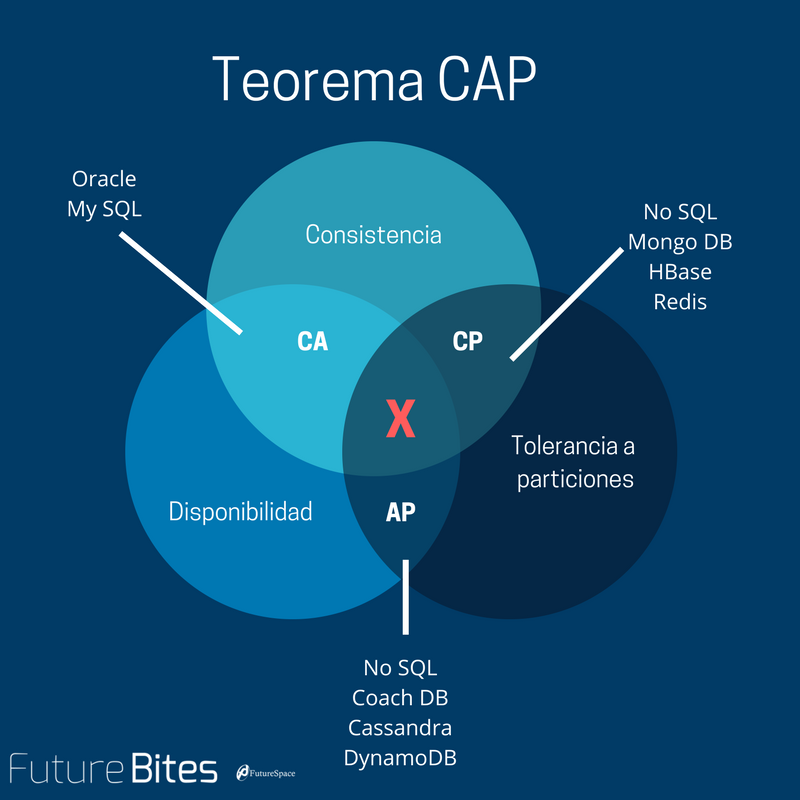 Teorema CAP
Oracle
My SQL
Consistencia
No SQL
Mongo DB
HBase
Redis
CA
CP
X
Tolerancia a
particiones
Disponibilidad
AP
No SQL
Coach DB
Cassandra
DynamoDB
Future Bites
FutureSpace